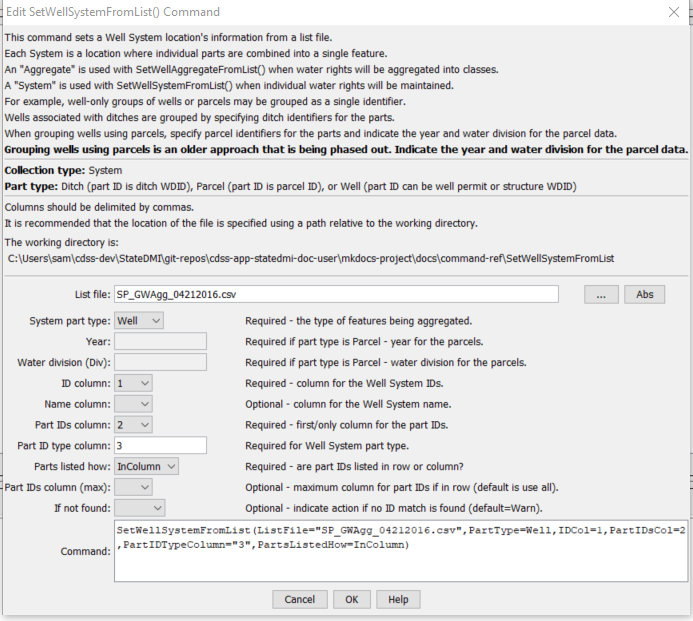 Edit SetWellSystemFromList() Command
This command sets a Well System location's information from a list file.
Each System is a location where individual parts are combined into a single feature.
An "Aggregate" is used with SetWellAggregateFromList() when water rights will be aggregated into classes.
A "System" is used with SetWellSystemFromList() when individual water rights will be maintained.
For example, well-only groups of wells or parcels may be grouped as a single identifier.
Wells associated with ditches are grouped by specifying ditch identifiers for the parts.
When grouping wells using parcels, specify parcel identifiers for the parts and indicate the year and water division for the parcel data.
Grouping wells using parcels is an older approach that is being phased out. Indicate the year and water division for the parcel data.
Collection type: System
Part type: Ditch (part ID is ditch WDID), Parcel (part ID is parcel ID), or Well (part ID can be well permit or structure WDID)
Columns should be delimited by commas.
It is recommended that the location of the file is specified using a path relative to the working directory.
The working directory is:
C:\Users\sam\cdss-dev\StateDMI\git-repos\cdss-app-statedmi-doc-user\mkdocs-project\docs\command-ref\SetWellSystemFromList
List file: SP_GWAgg_04212016.csv ... Abs
System part type: Well Required - the type of features being aggregated.
Year: Required if part type is Parcel - year for the parcels.
Water division (Div): Required if part type is Parcel - water division for the parcels.
ID column: 1 Required - column for the Well System IDs.
Name column: Optional - column for the Well System name.
Part IDs column: 2 Required - first/only column for the part IDs.
Part ID type column: 3 Required for Well System part type.
Parts listed how: InColumn Required - are part IDs listed in row or column?
Part IDs column (max): Optional - maximum column for part IDs if in row (default is use all).
If not found: Optional - indicate action if no ID match is found (default=Warn).
Command: SetWellSystemFromList(ListFile="SP_GWAgg_04212016.csv",PartType=Well,IDCol=1,PartIDsCol=2
,PartIDTypeColumn="3",PartsListedHow=InColumn)
Cancel OK Help